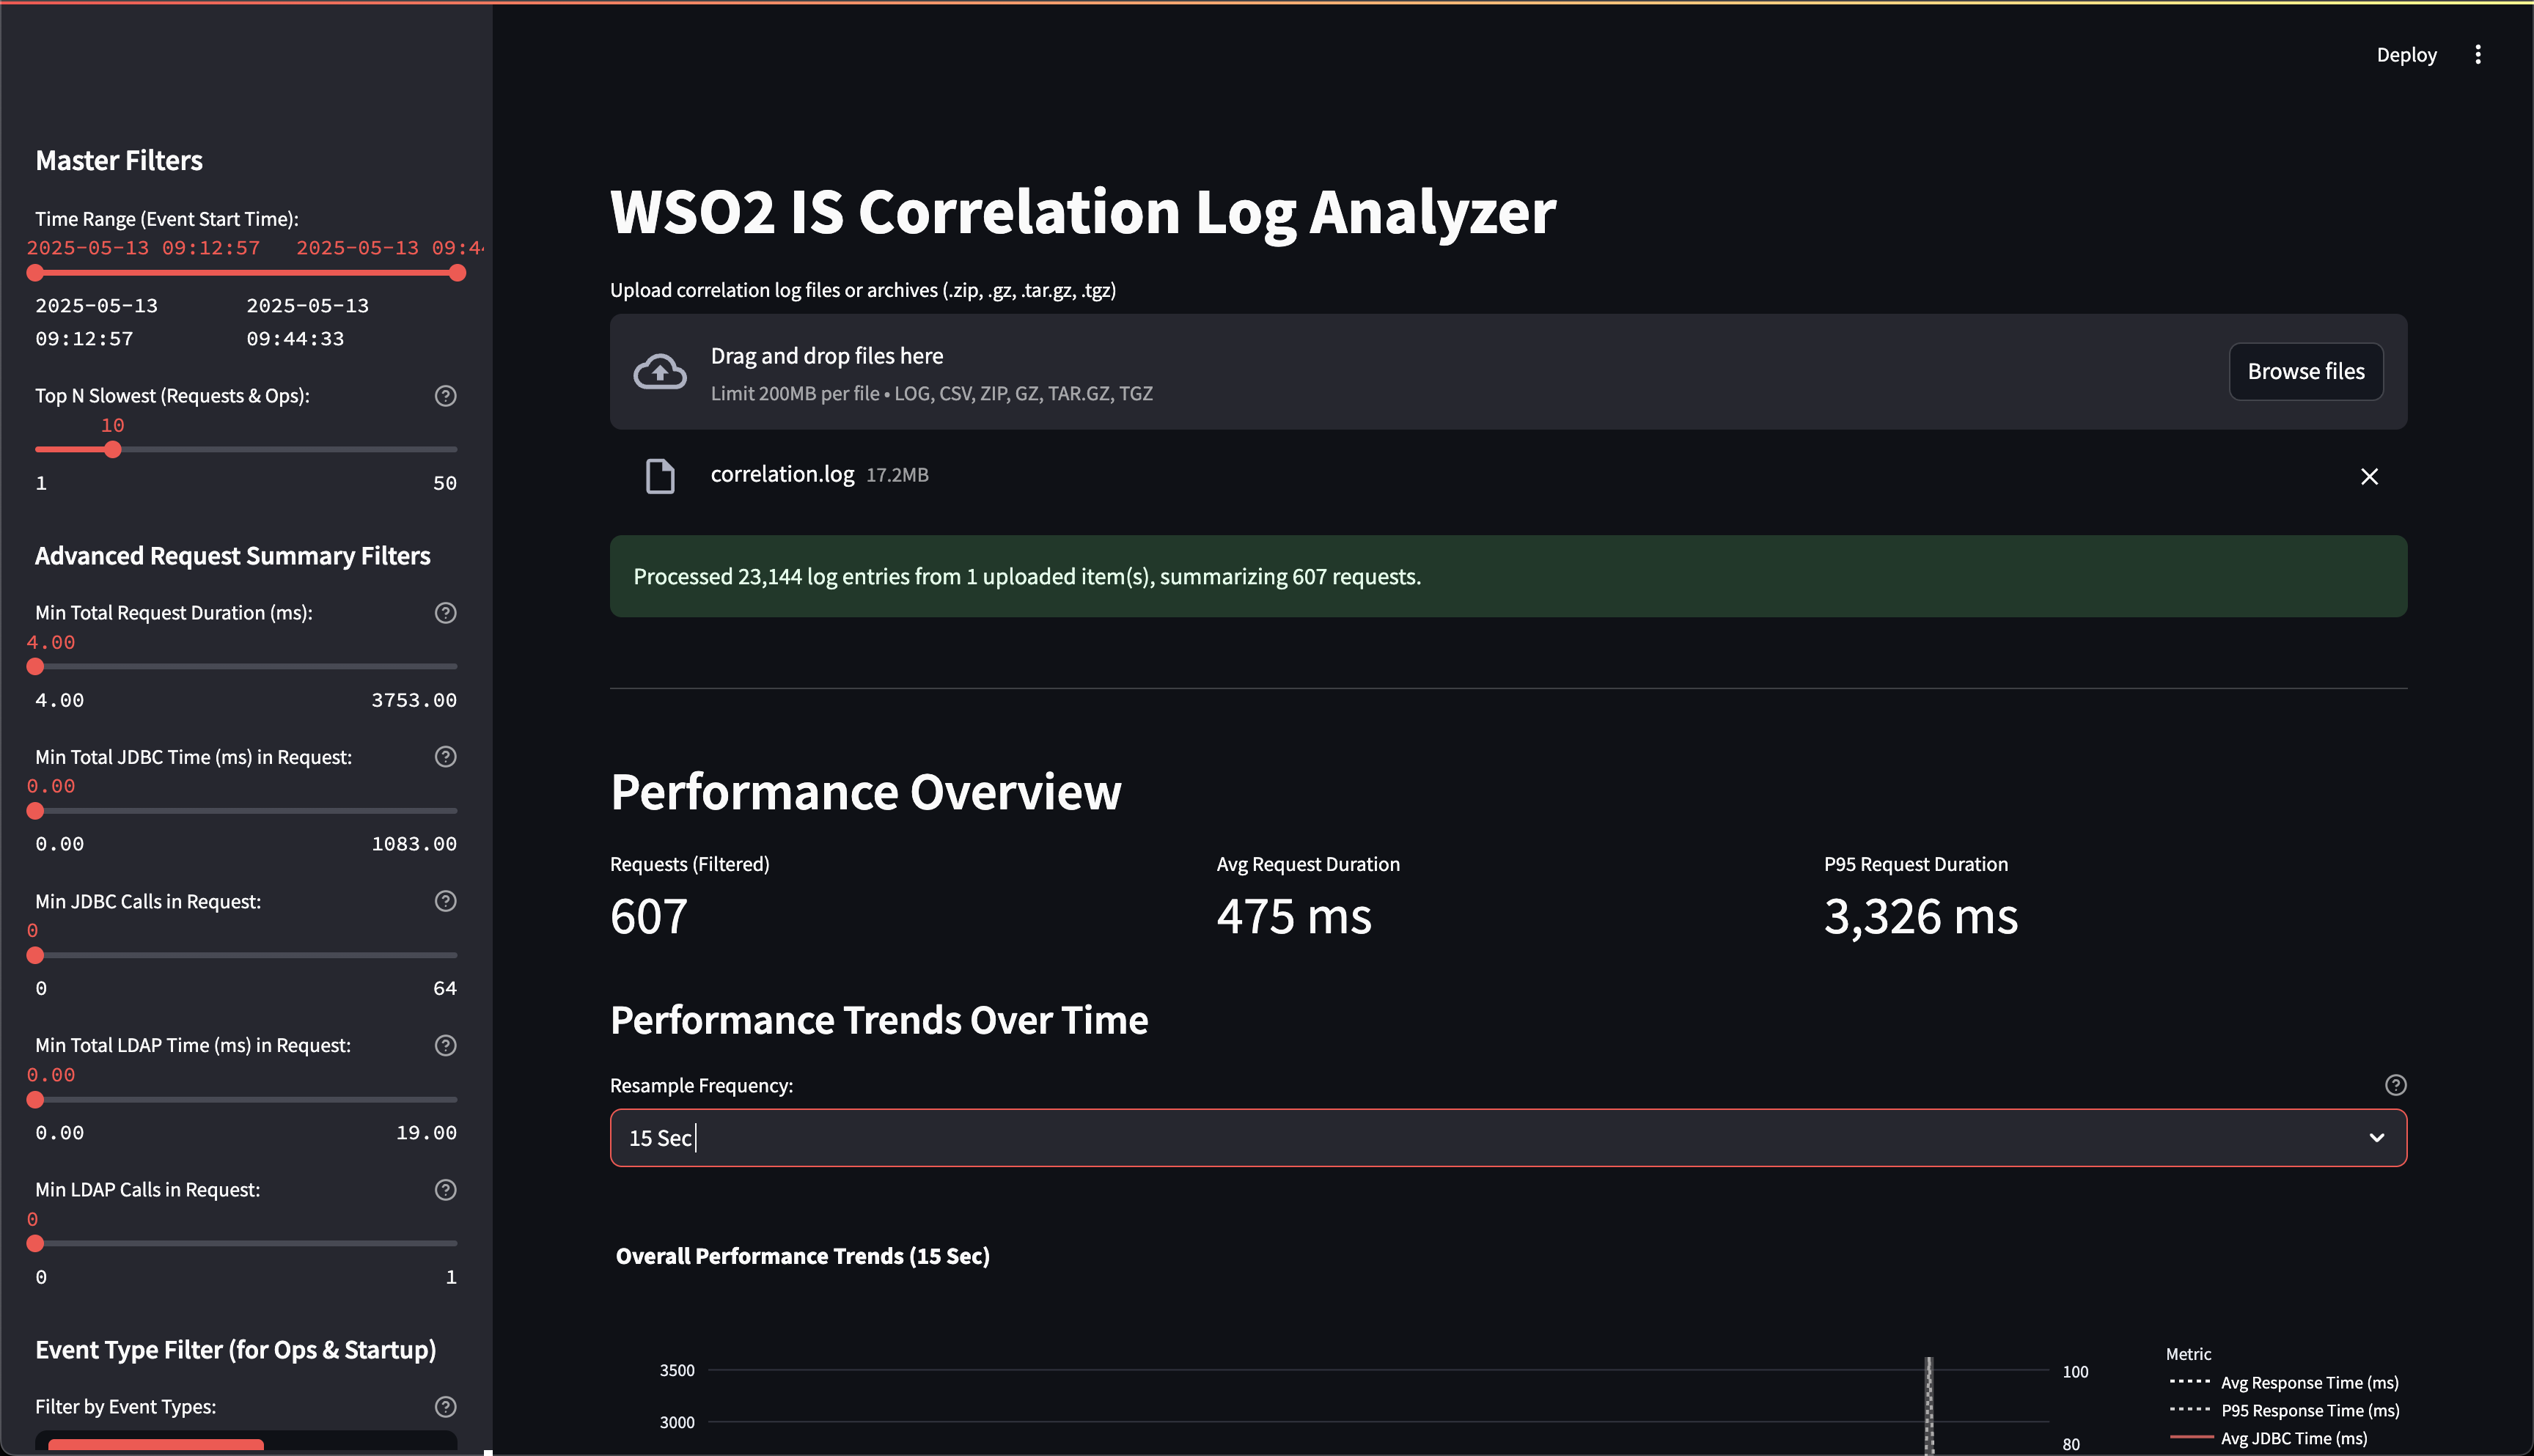 Deploy
Master Filters
Time Range (Event Start Time):
2025-05-13 09:12:57 2025-05-13 09:4
2025-05-13 2025-05-13
09:12:57 09:44:33
Top N Slowest (Requests & Ops):
10
1 50
Advanced Request Summary Filters
Min Total Request Duration (ms):
4.00
4.00 3753.00
Min Total JDBC Time (ms) in Request:
0.00
0.00 1083.00
Min JDBC Calls in Request:
0
0 64
Min Total LDAP Time (ms) in Request:
0.00
0.00 19.00
Min LDAP Calls in Request:
0
0 1
Event Type Filter (for Ops & Startup)
Filter by Event Types:
WSO2 IS Correlation Log Analyzer
Upload correlation log files or archives (.zip, .gz, .tar.gz, .tgz)
Drag and drop files here
Limit 200MB per file • LOG, CSV, ZIP, GZ, TAR.GZ, TGZ
Browse files
correlation.log 17.2MB
Processed 23,144 log entries from 1 uploaded item(s), summarizing 607 requests.
Performance Overview
Requests (Filtered)
607
Avg Request Duration
475 ms
P95 Request Duration
3,326 ms
Performance Trends Over Time
Resample Frequency:
15 Sec
Overall Performance Trends (15 Sec)
3500
3000
100
80
Metric
Avg Response Time (ms)
P95 Response Time (ms)
Avg JDBC Time (ms)